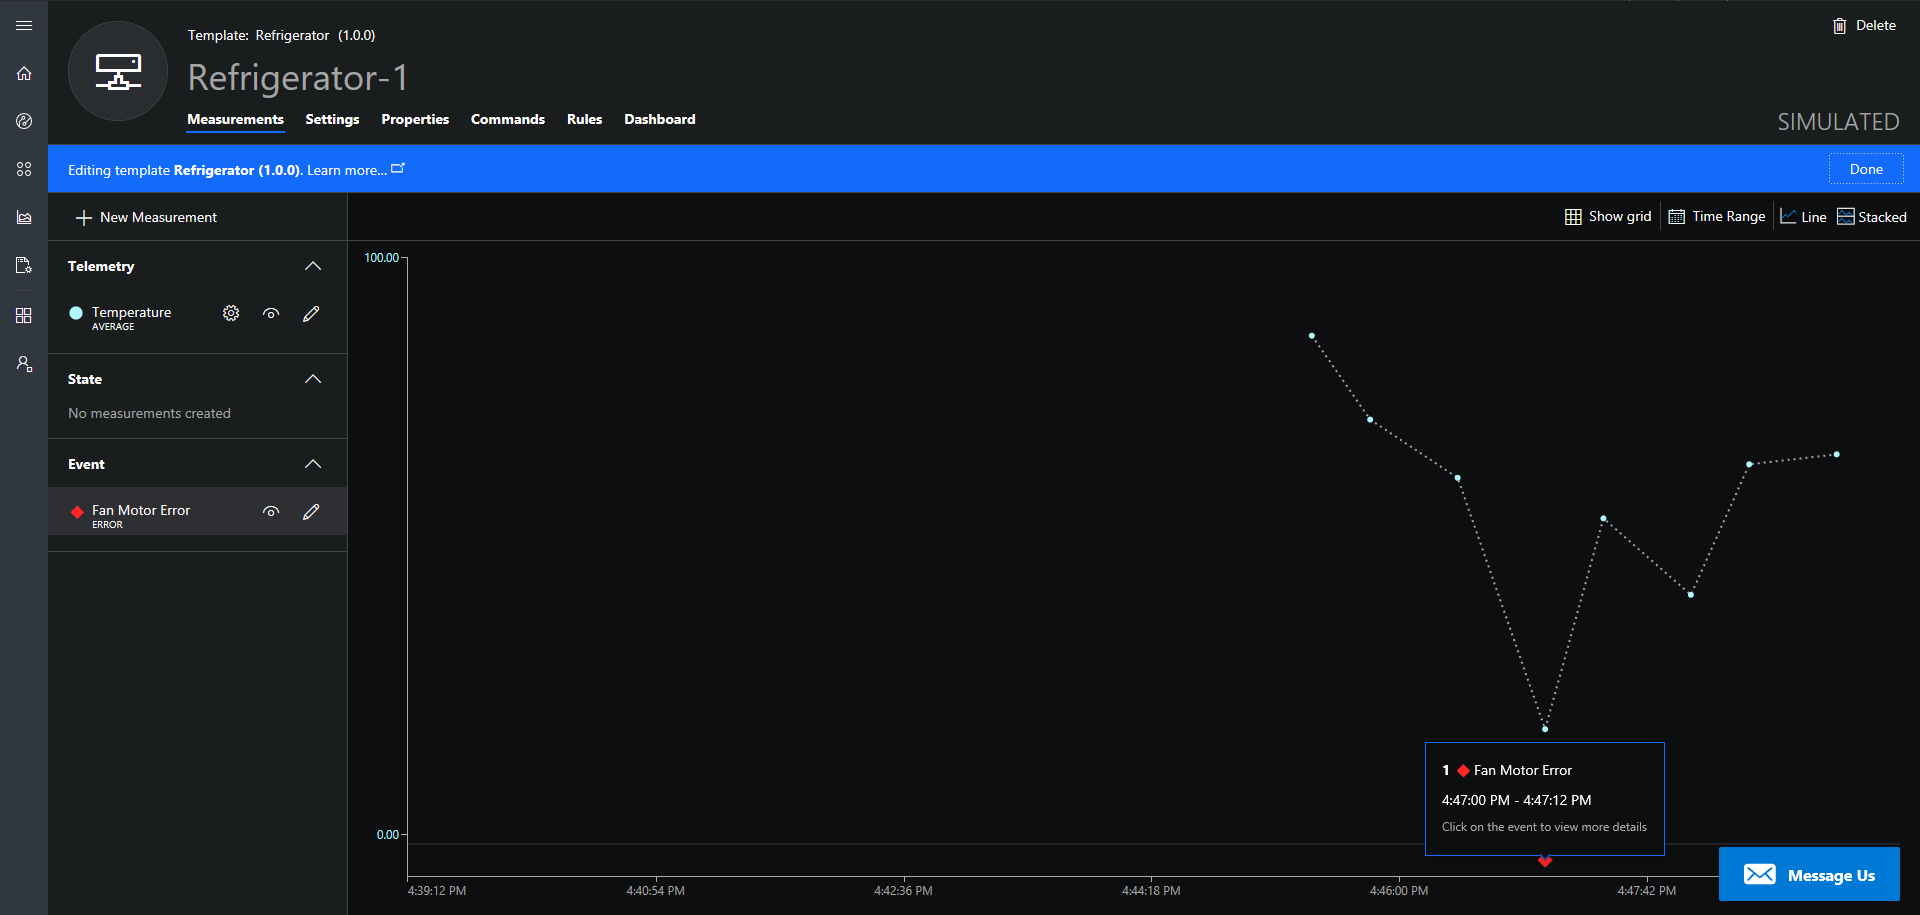 Template: Refrigerator (1.0.0)
Delete
Refrigerator-1
Measurements Settings Properties Commands Rules Dashboard
SIMULATED
Editing template Refrigerator (1.0.0). Learn more...
Done
New Measurement
Show grid Time Range Line Stacked
Telemetry
Temperature
AVERAGE
State
No measurements created
Event
Fan Motor Error
ERROR
100.00
0.00
1 Fan Motor Error
4:47:00 PM - 4:47:12 PM
Click on the event to view more details
4:39:12 PM 4:40:54 PM 4:42:36 PM 4:44:18 PM 4:46:00 PM 4:47:42 PM
Message Us